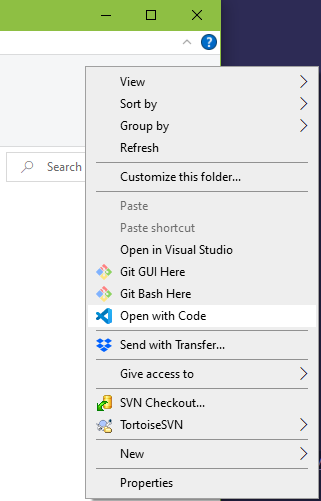 ?
View
Sort by
Group by
Refresh
Search
Customize this folder...
Paste
Paste shortcut
Open in Visual Studio
Git GUI Here
Git Bash Here
Open with Code
Send with Transfer...
Give access to
SVN Checkout...
TortoiseSVN
New
Properties